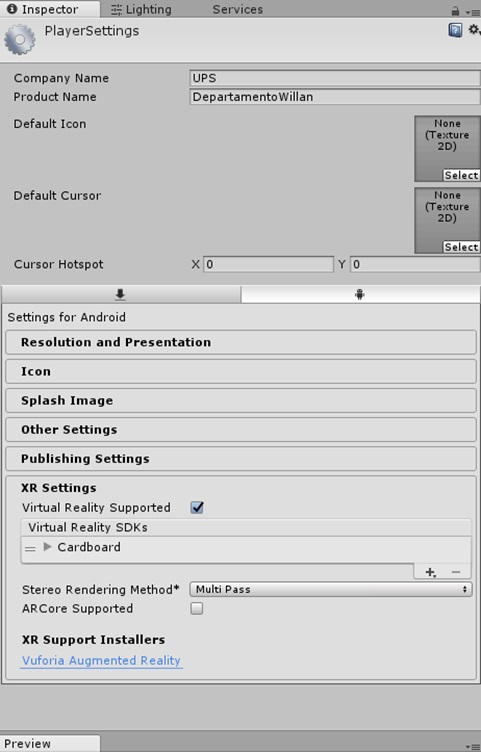 Inspector Lighting Services
PlayerSettings
Company Name UPS
Product Name DepartamentoWillan
Default Icon
None
(Texture
2D)
Select
Default Cursor
None
(Texture
2D)
Select
Cursor Hotspot X 0 Y 0
Settings for Android
Resolution and Presentation
Icon
Splash Image
Other Settings
Publishing Settings
XR Settings
Virtual Reality Supported
Virtual Reality SDKs
Cardboard
Stereo Rendering Method* Multi Pass
ARCore Supported
XR Support Installers
Vuforia Augmented Reality
Preview